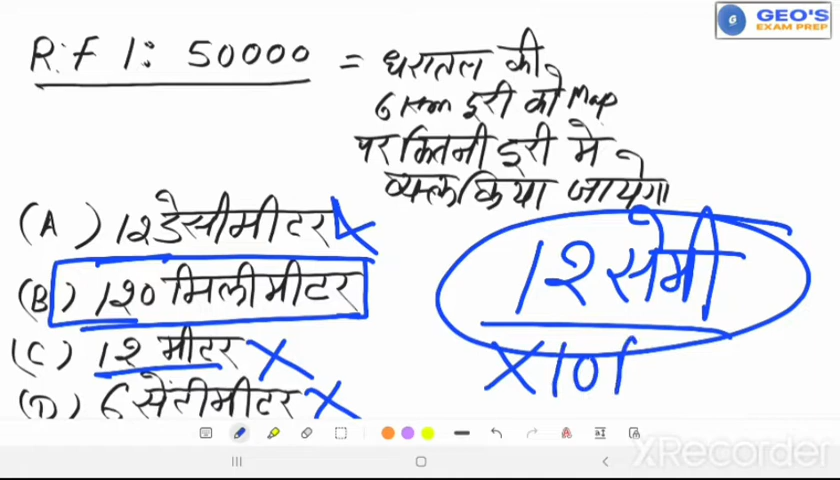 GEO'S
EXAM PREP
R.F 1: 50000 = धरातल की
6 Km दूरी को Map
पर कितनी दूरी मे
व्यक्त किया जायेगा
(A) 12 डेसीमीटर X
(B) 120 मिलीमीटर
(C) 12 मीटर X
(D) 6 सेंटीमीटर X
12 सेमी
X 10
XRecorder